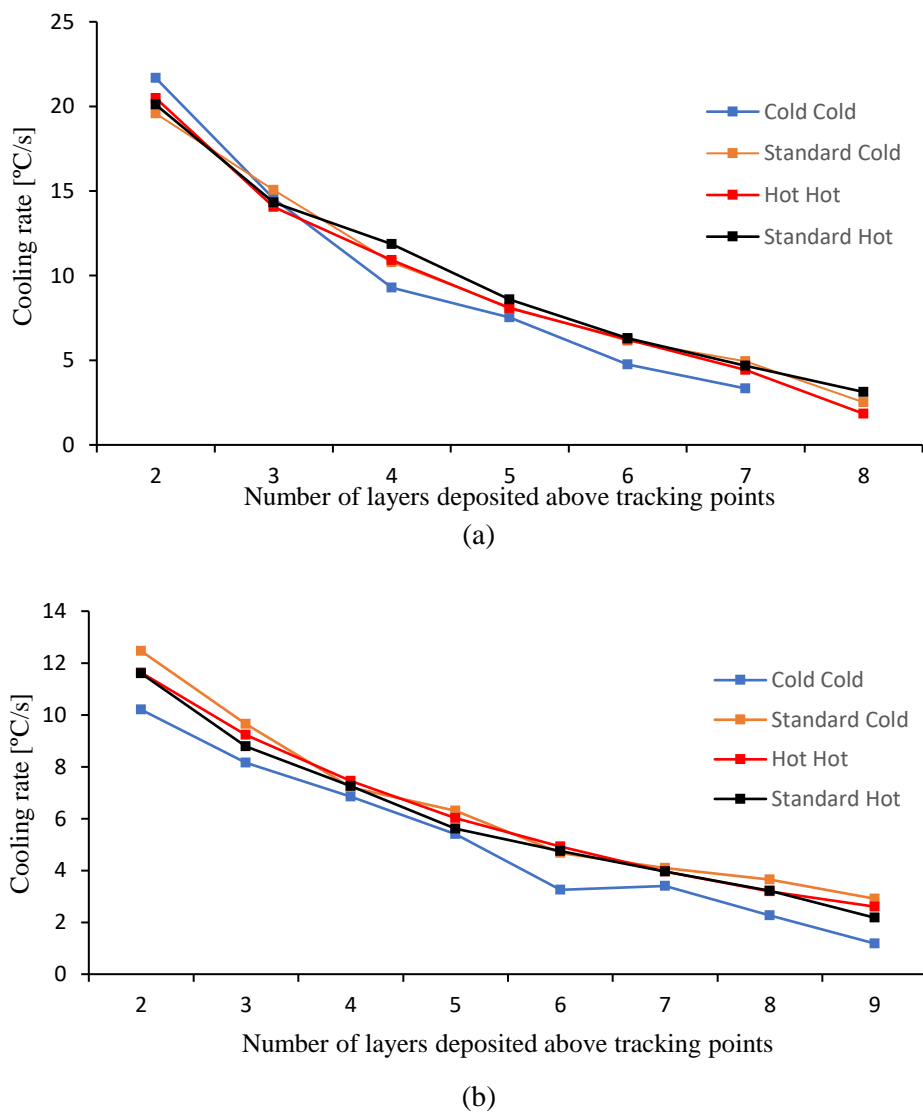 25
20
15
10
5
0
Cooling rate [ºC/s]
Cold Cold
Standard Cold
Hot Hot
Standard Hot
2 3 4 5 6 7 8
Number of layers deposited above tracking points
(a)
14
12
10
8
6
4
2
0
Cooling rate [ºC/s]
Cold Cold
Standard Cold
Hot Hot
Standard Hot
2 3 4 5 6 7 8 9
Number of layers deposited above tracking points
(b)